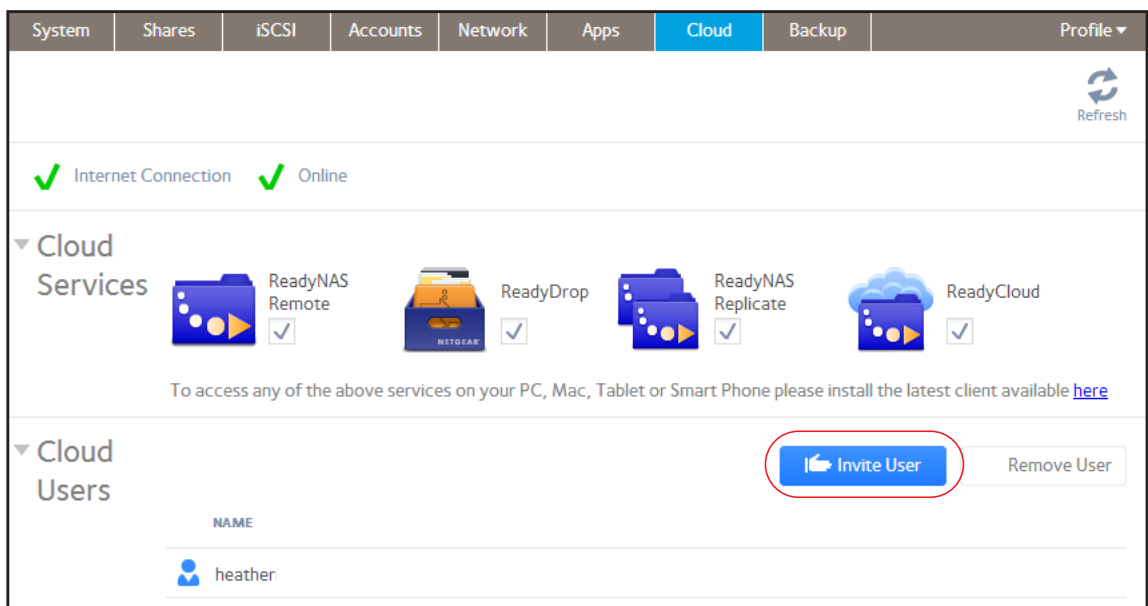 System Shares iSCSI Accounts Network Apps Cloud Backup Profile
Refresh
Internet Connection Online
Cloud
Services
ReadyNAS
Remote
NETGEAR
ReadyDrop
ReadyNAS
Replicate
ReadyCloud
To access any of the above services on your PC, Mac, Tablet or Smart Phone please install the latest client available here
Cloud
Users
Invite User Remove User
NAME
heather